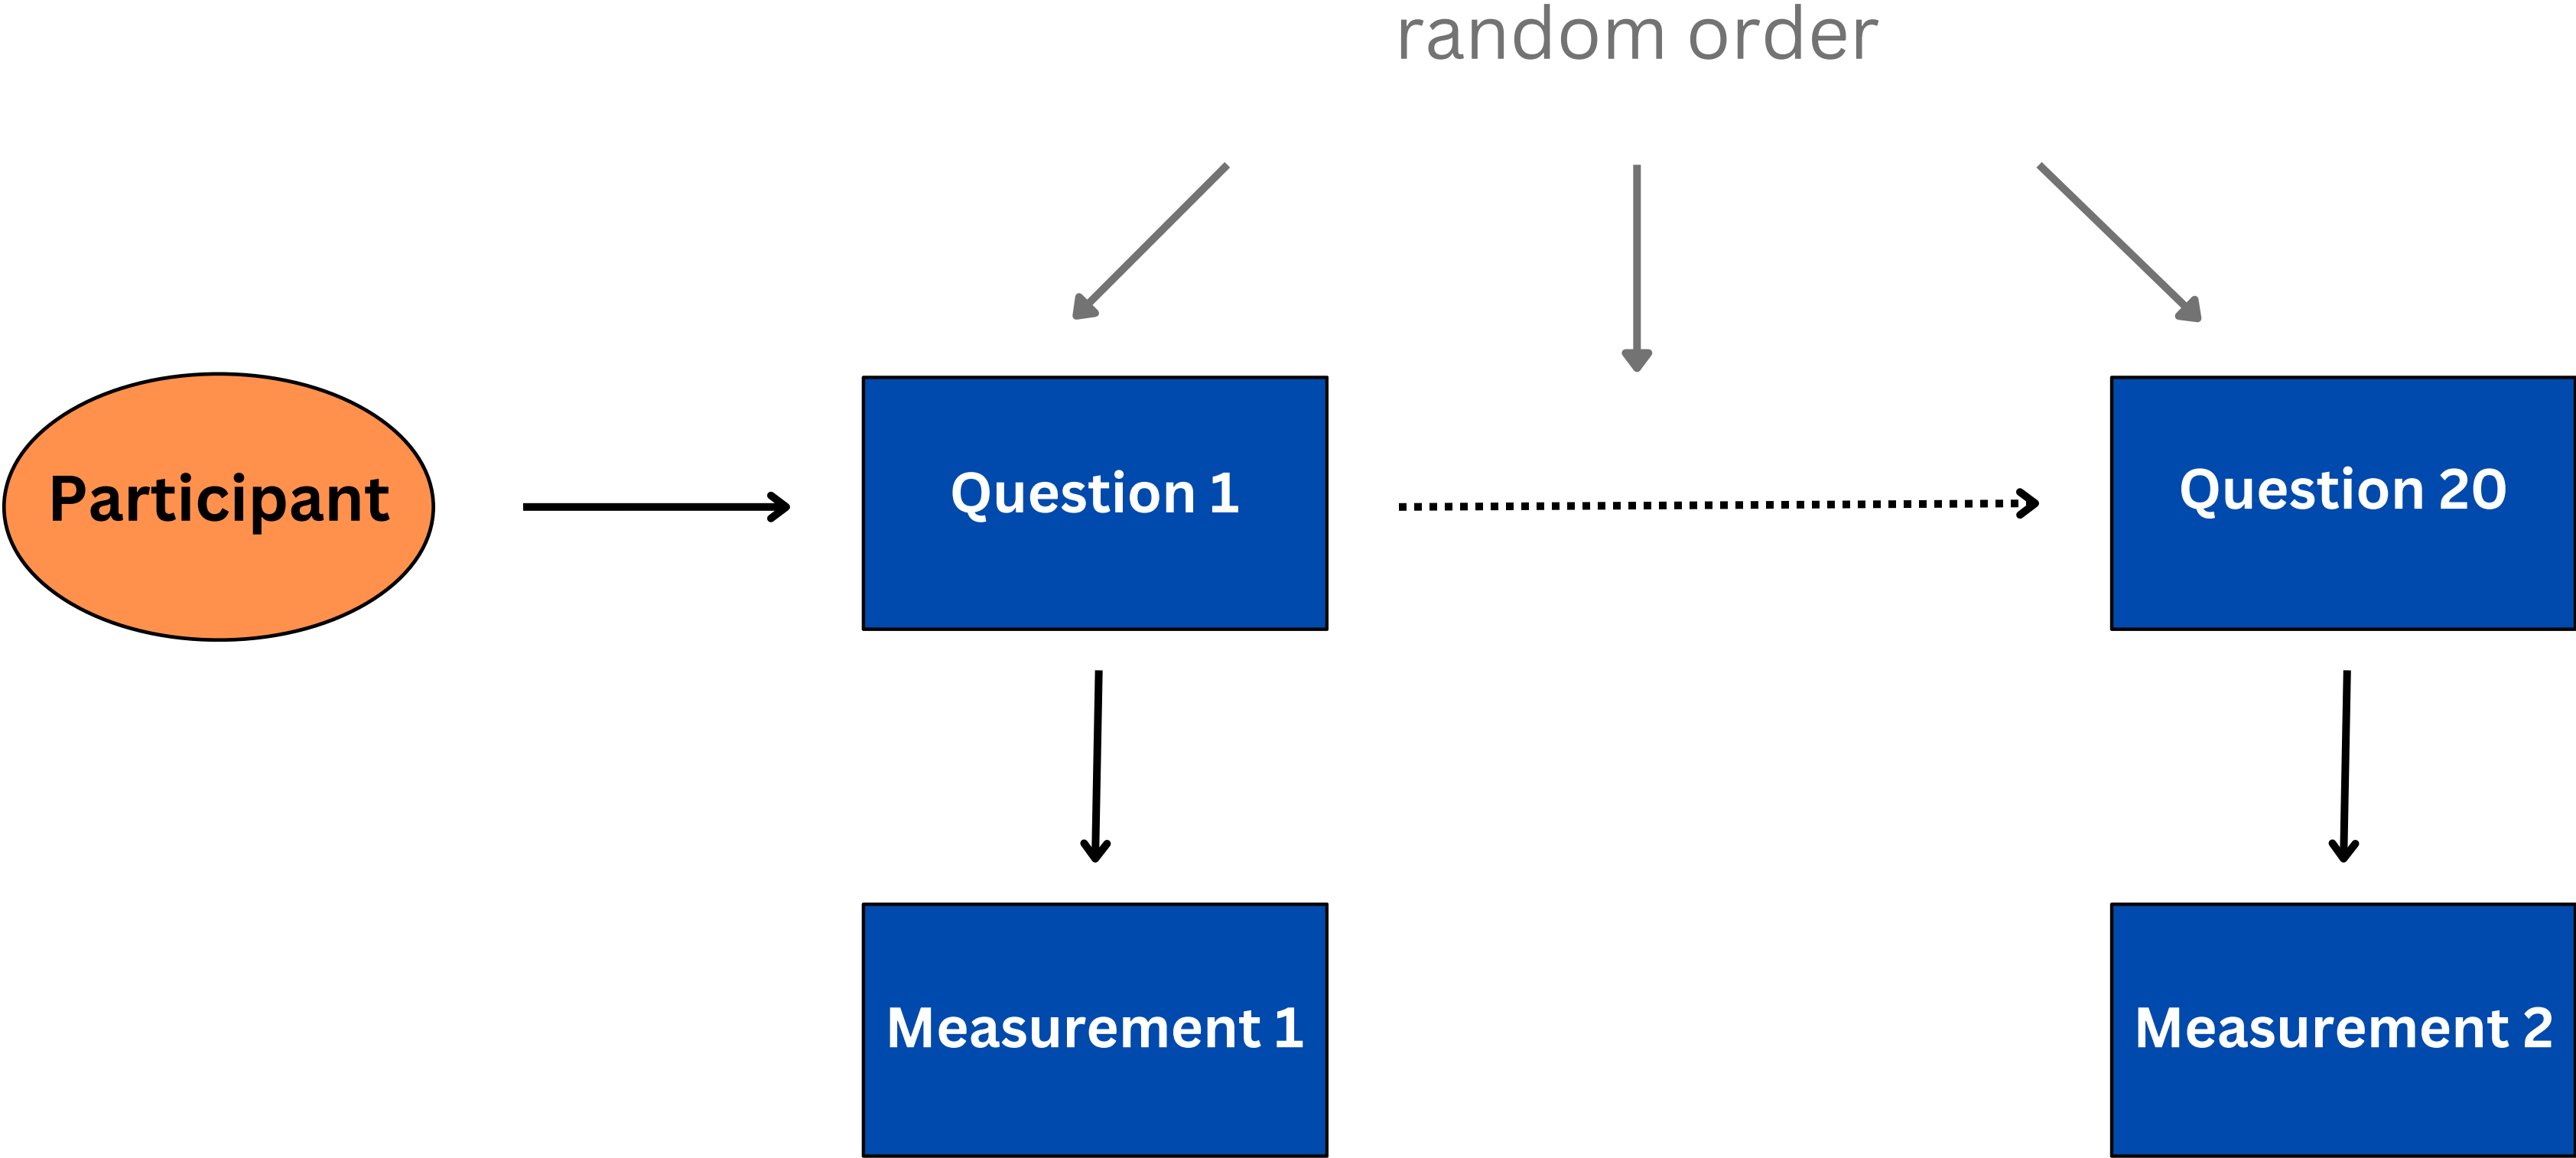 random order
Participant
Question 1
Question 20
Measurement 1
Measurement 2